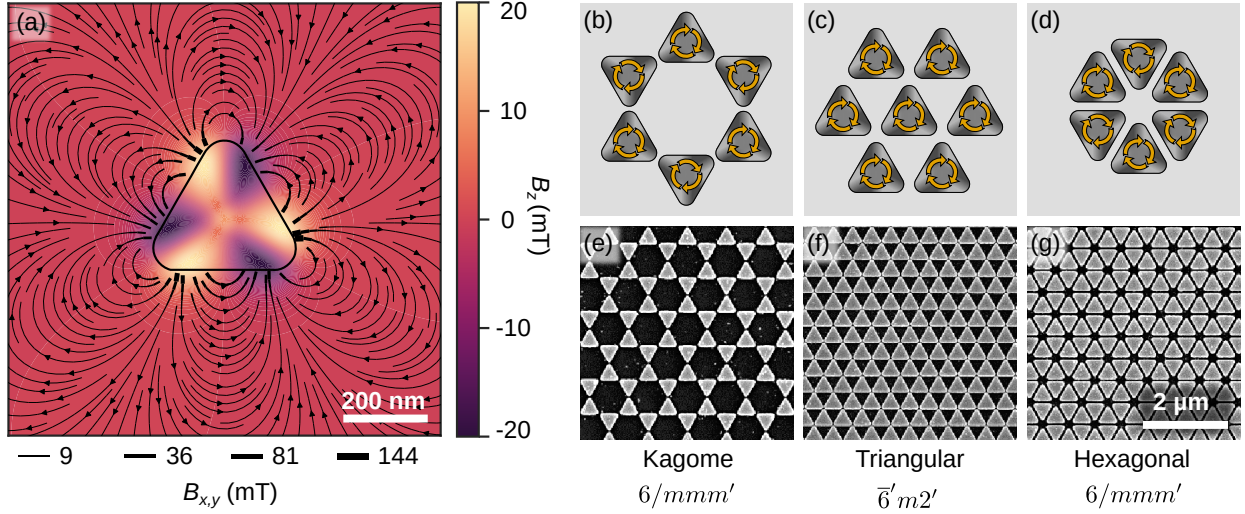 (a)
20
10
0
-10
-20
B_z (mT)
200 nm
9 36 81 144
B_{x,y} (mT)
(b) (c) (d)
(e) (f) (g)
2 μm
Kagome Triangular Hexagonal
6/mmm′ 6̅′m2′ 6/mmm′